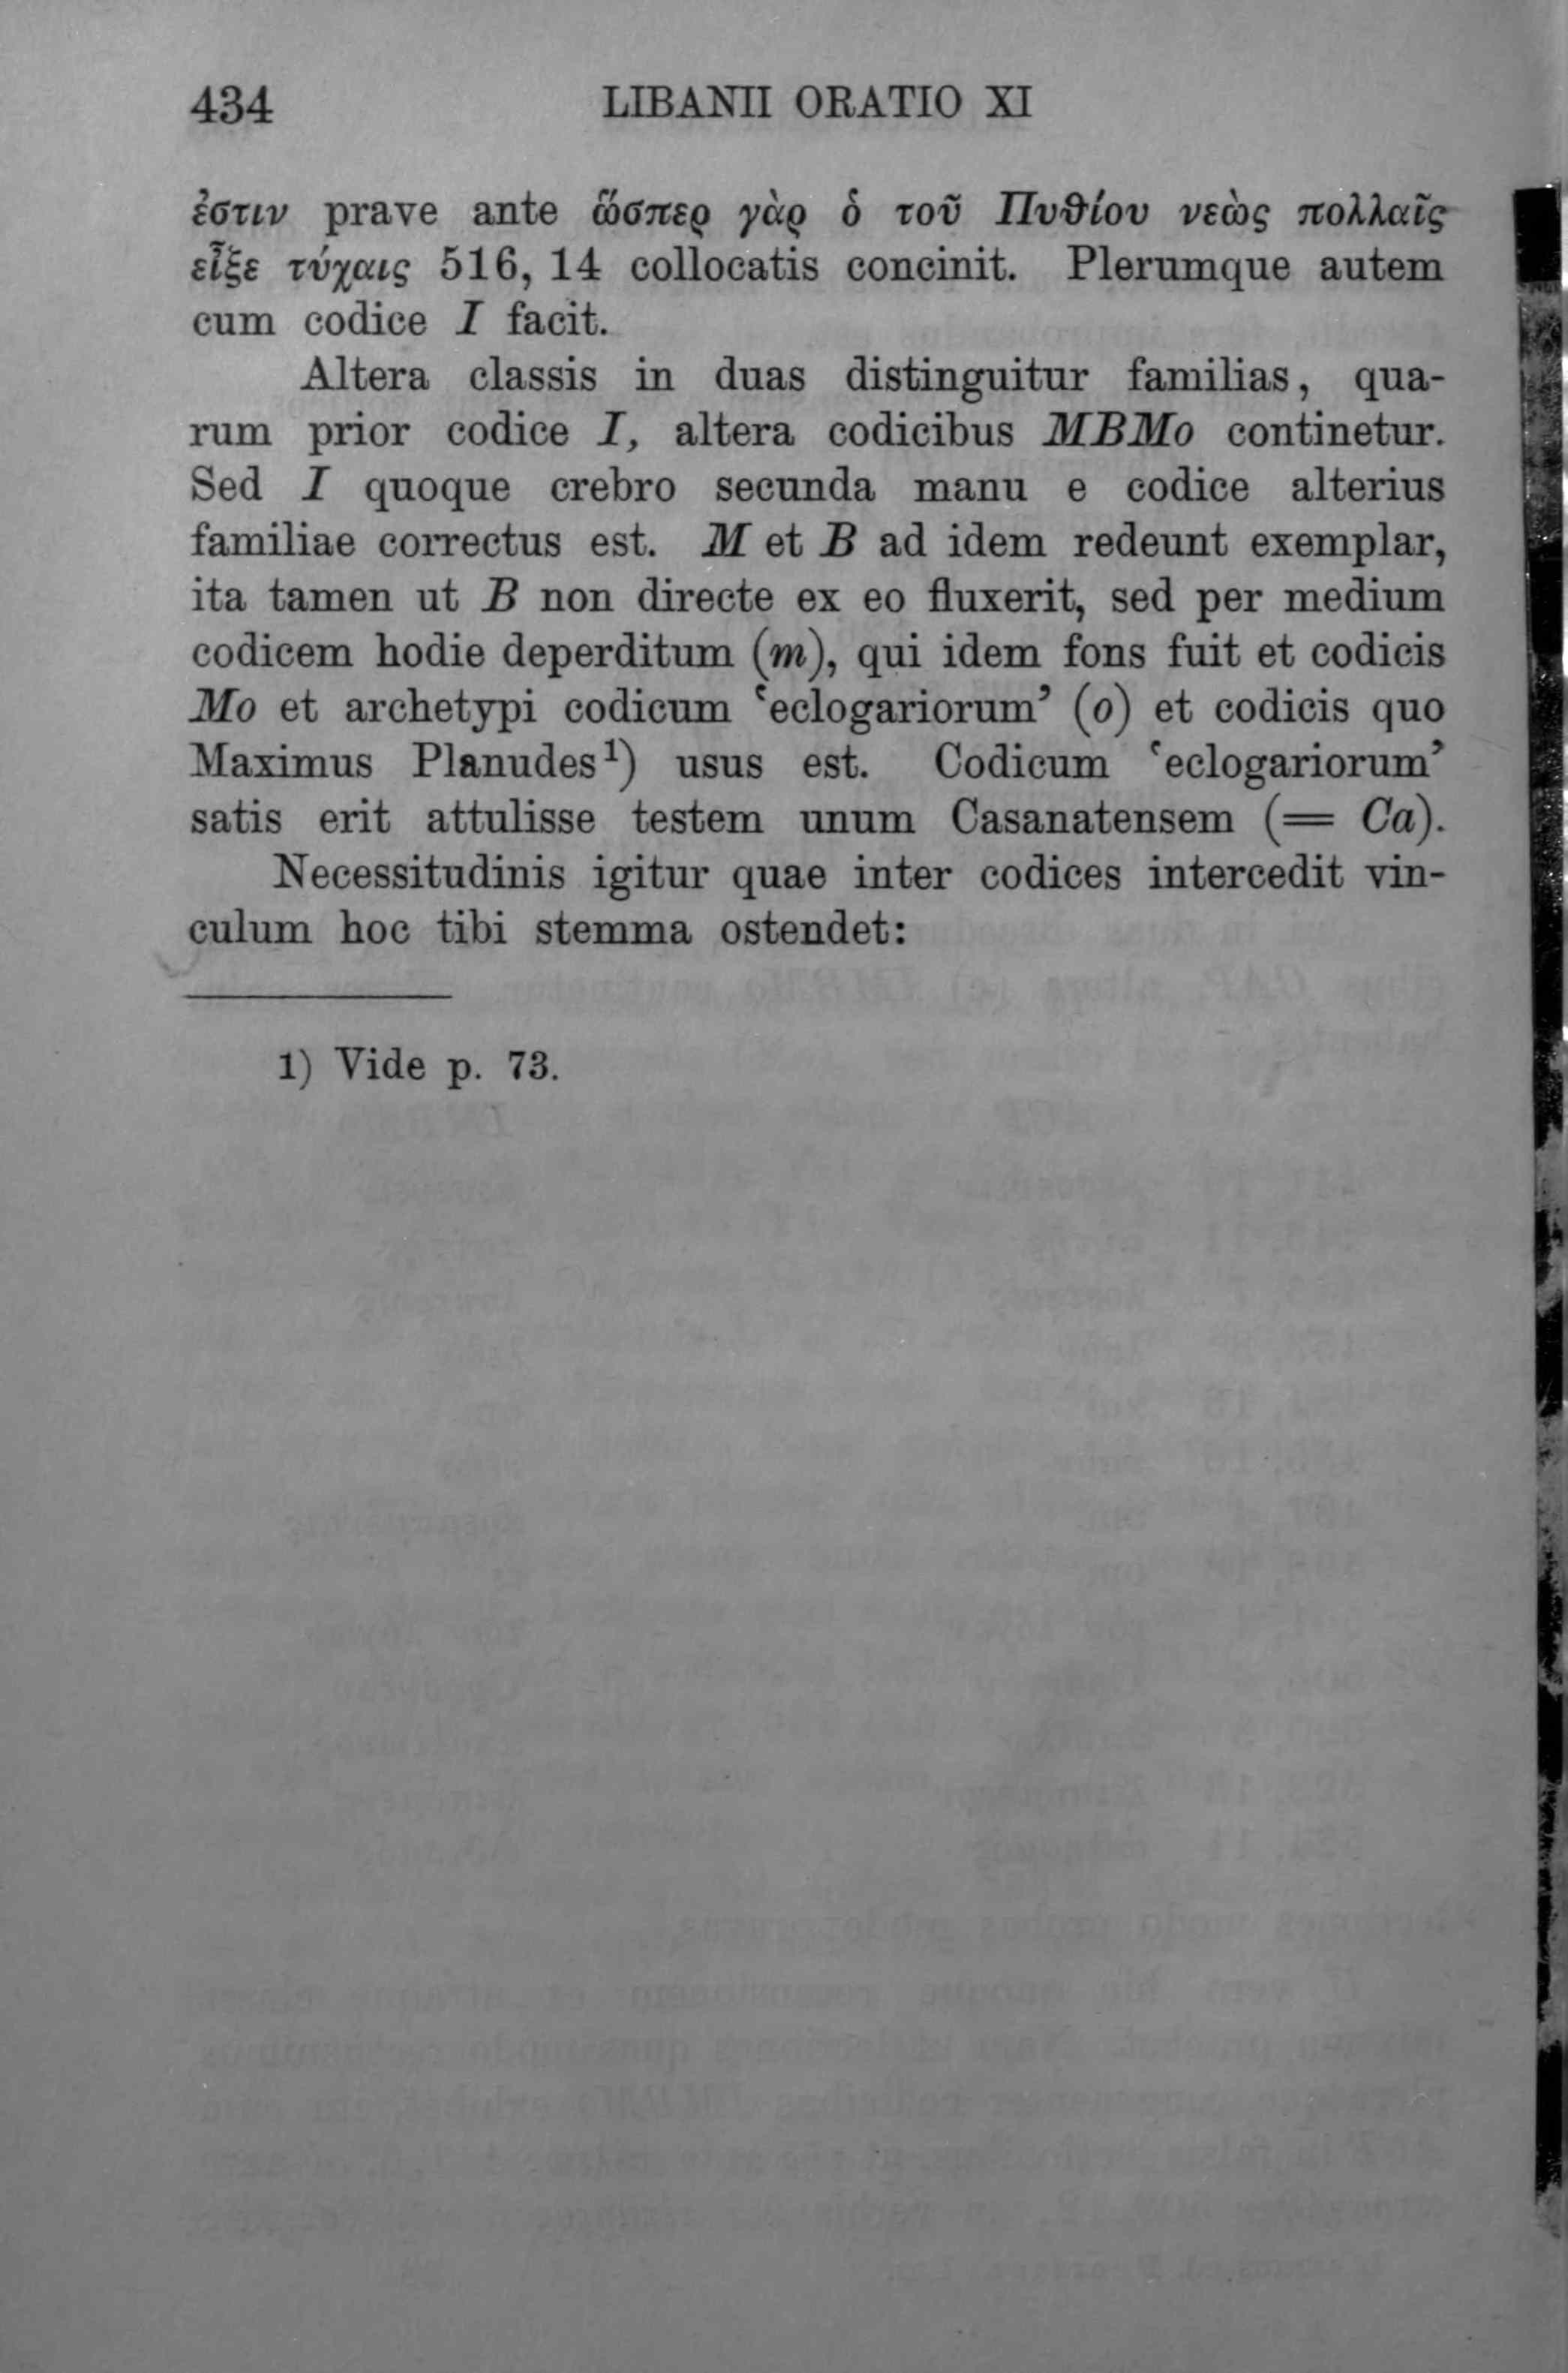 434 LIBANII ORATIO XI
ἐστιν prave ante ὥσπερ γὰρ ὁ τοῦ Πυθίου νεὼς πολλαῖς
εἶξε τύχαις 516, 14 collocatis concinit. Plerumque autem
cum codice I facit.
Altera classis in duas distinguitur familias, qua-
rum prior codice I, altera codicibus MBMo continetur.
Sed I quoque crebro secunda manu e codice alterius
familiae correctus est. M et B ad idem redeunt exemplar,
ita tamen ut B non directe ex eo fluxerit, sed per medium
codicem hodie deperditum (m), qui idem fons fuit et codicis
Mo et archetypi codicum ‘eclogariorum’ (o) et codicis quo
Maximus Planudes¹) usus est. Codicum ‘eclogariorum’
satis erit attulisse testem unum Casanatensem (= Ca).
Necessitudinis igitur quae inter codices intercedit vin-
culum hoc tibi stemma ostendet:
1) Vide p. 73.